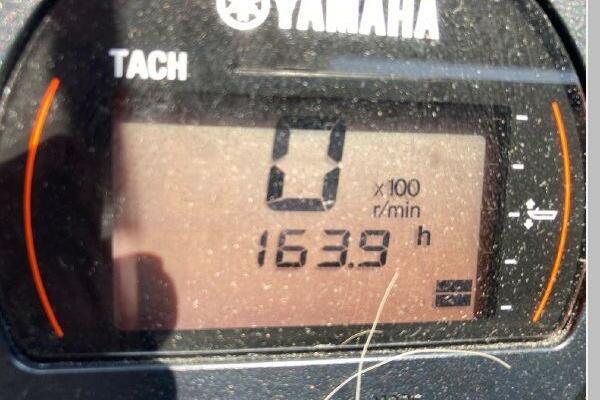 YAMAHA
TACH
0 x100
r/min
163.9 h